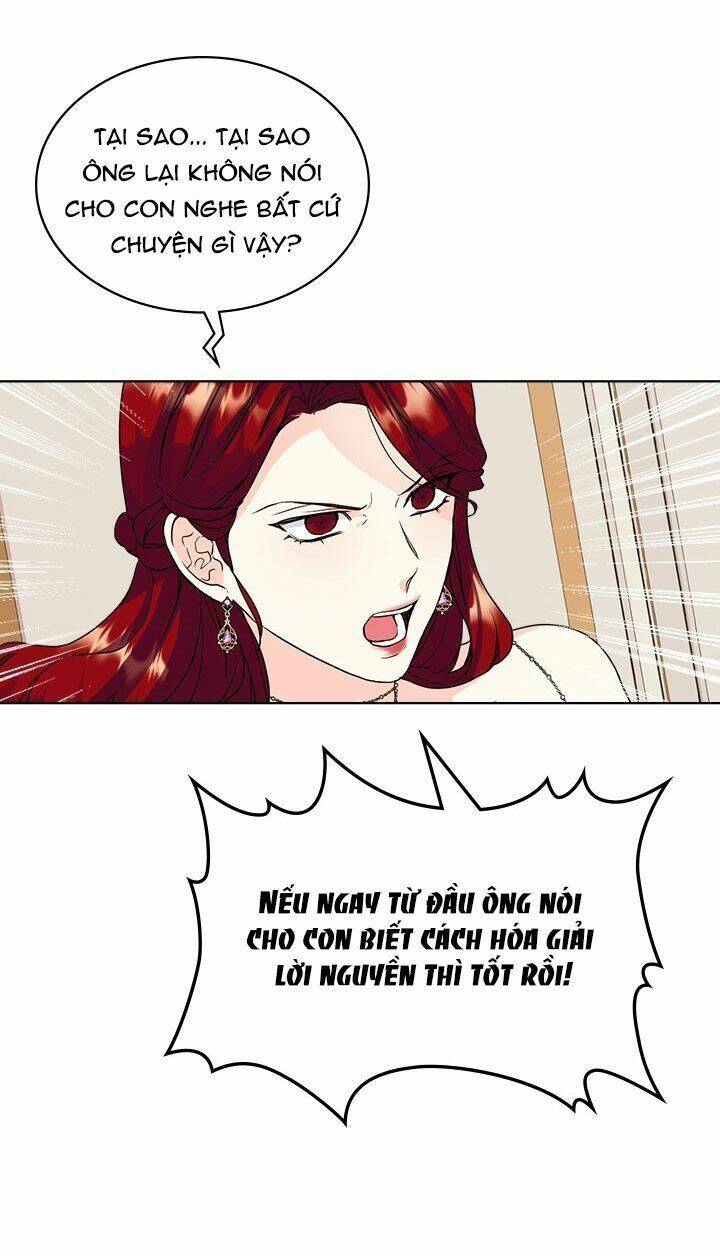 TẠI SAO... TẠI SAO
ÔNG LẠI KHÔNG NÓI
CHO CON NGHE BẤT CỨ
CHUYỆN GÌ VẬY?
NẾU NGAY TỪ ĐẦU ÔNG NÓI
CHO CON BIẾT CÁCH HÓA GIẢI
LỜI NGUYỀN THÌ TỐT RỒI!